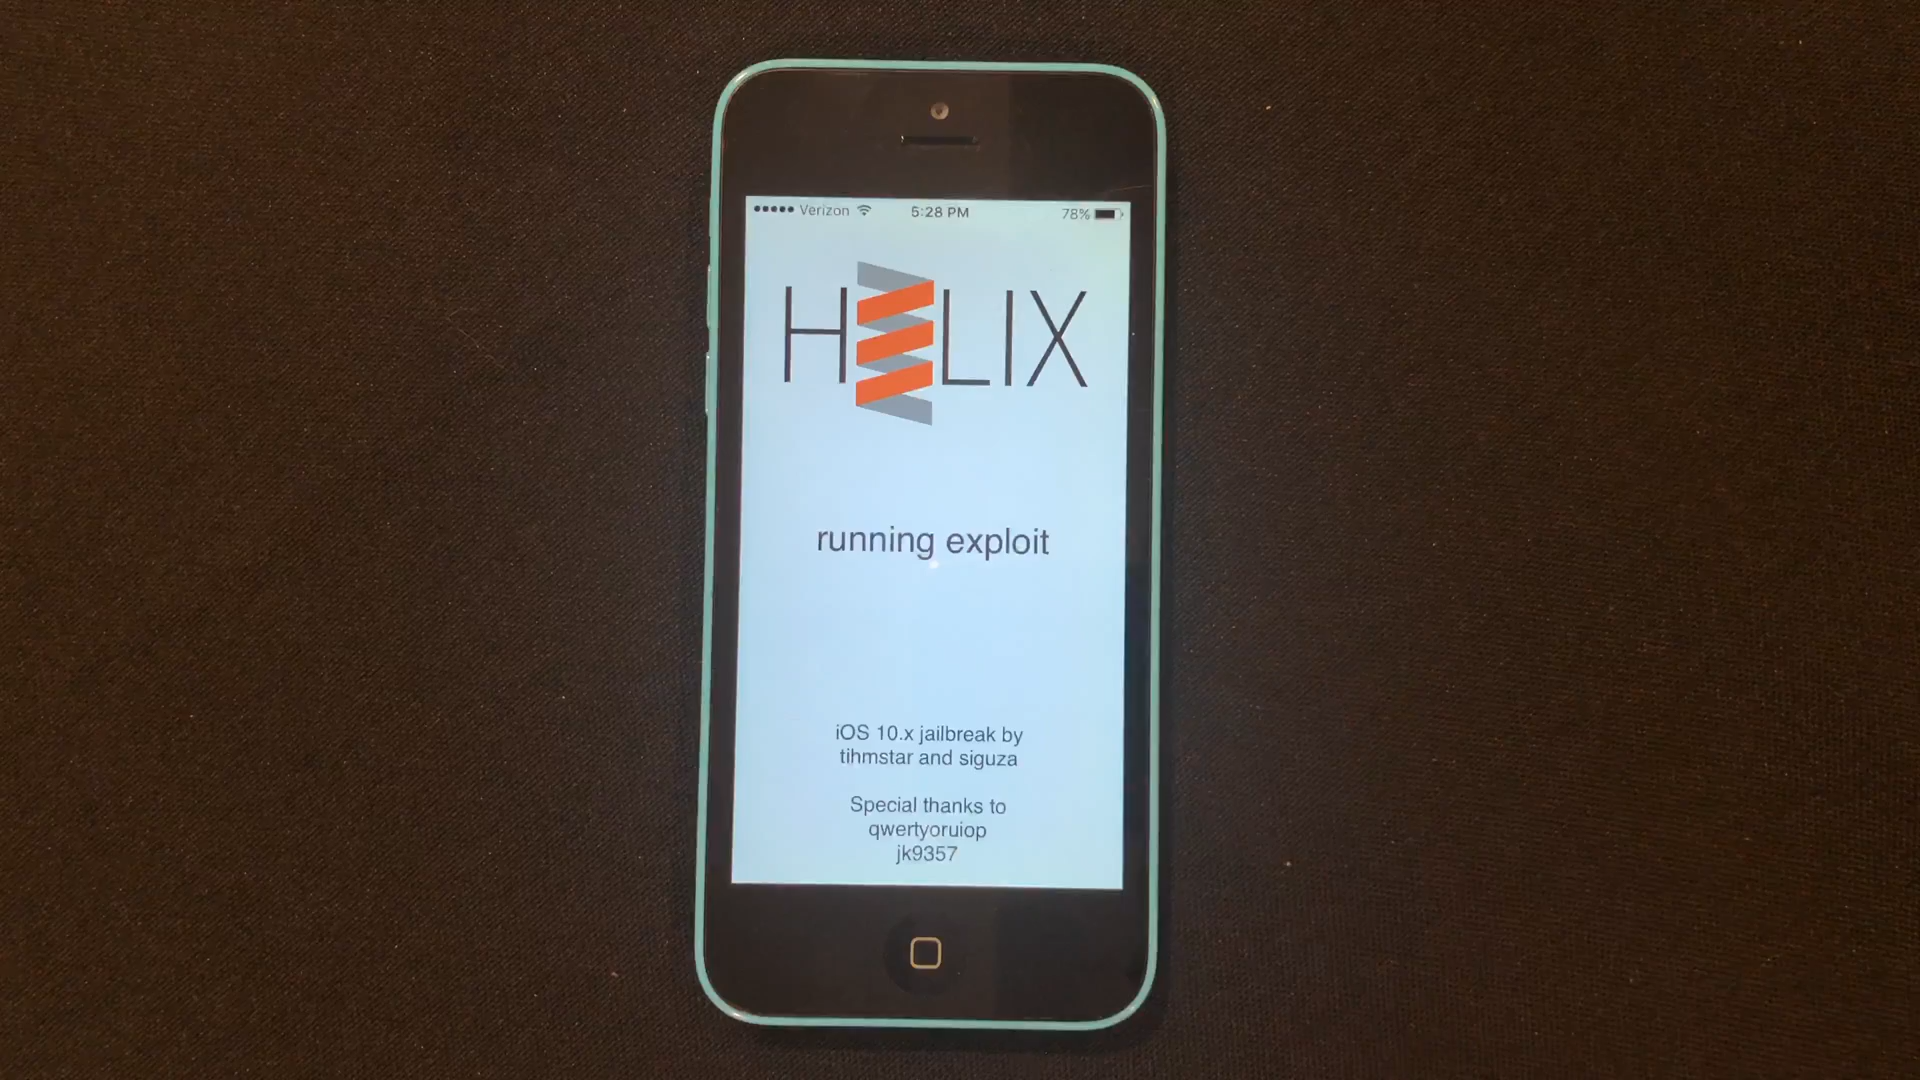 Verizon 5:28 PM 78%
HELIX
running exploit
iOS 10.x jailbreak by
tihmstar and siguza
Special thanks to
qwertyoruiop
jk9357